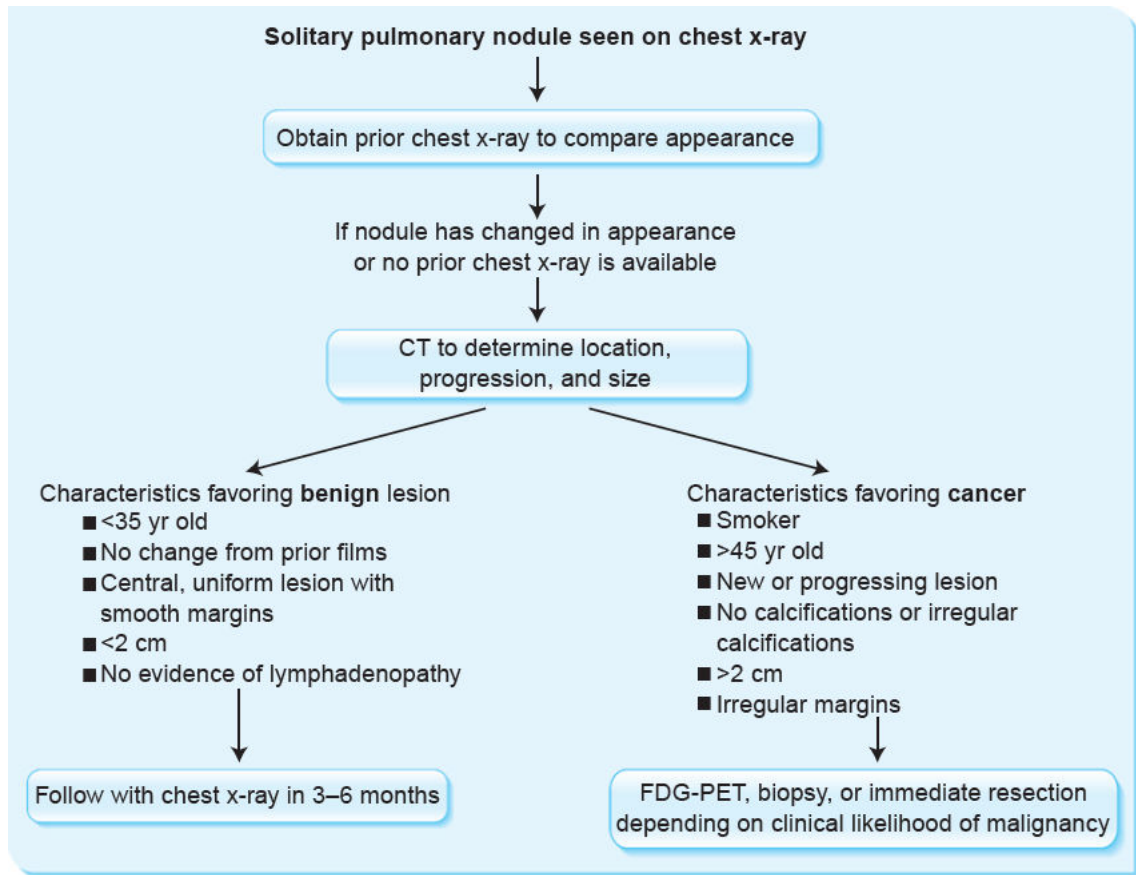 Solitary pulmonary nodule seen on chest x-ray
Obtain prior chest x-ray to compare appearance
If nodule has changed in appearance
or no prior chest x-ray is available
CT to determine location,
progression, and size
Characteristics favoring benign lesion
■ <35 yr old
■ No change from prior films
■ Central, uniform lesion with
smooth margins
■ <2 cm
■ No evidence of lymphadenopathy
Follow with chest x-ray in 3–6 months
Characteristics favoring cancer
■ Smoker
■ >45 yr old
■ New or progressing lesion
■ No calcifications or irregular
calcifications
■ >2 cm
■ Irregular margins
FDG-PET, biopsy, or immediate resection
depending on clinical likelihood of malignancy